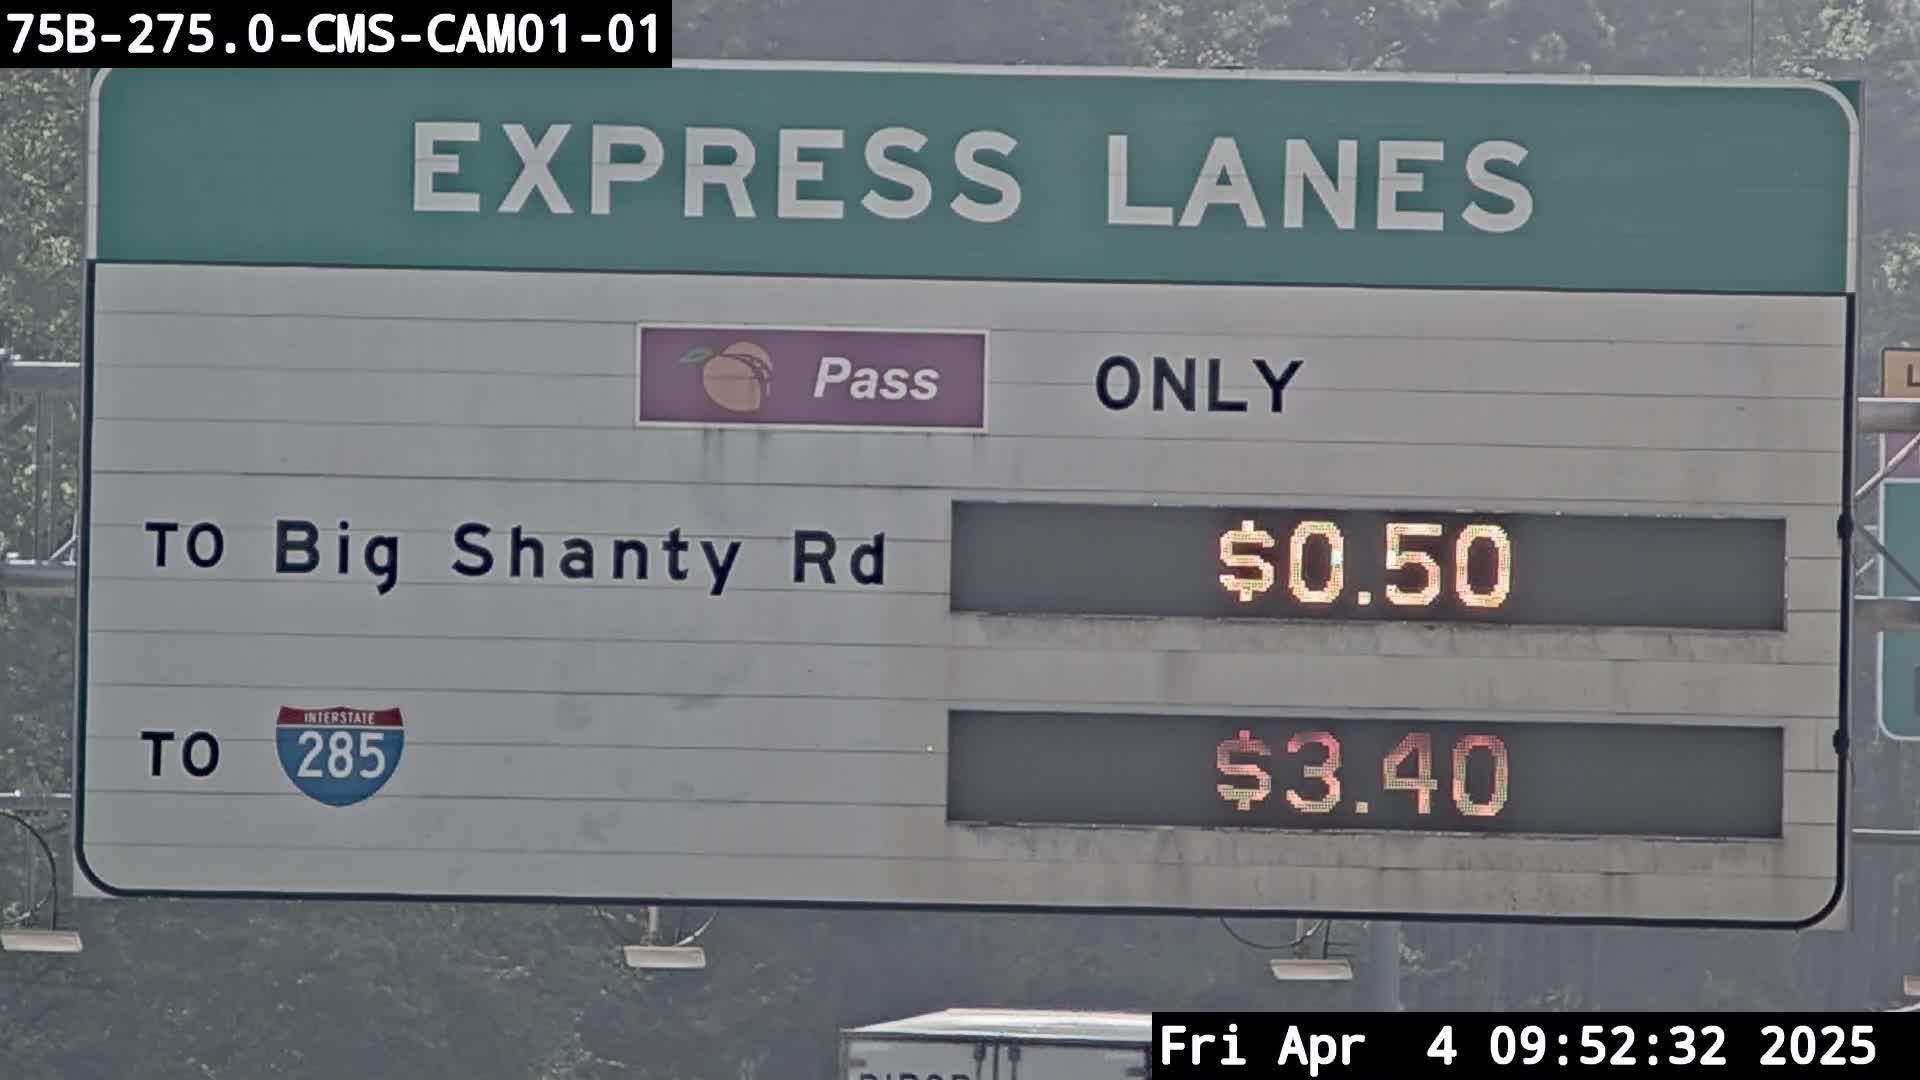 75B-275.0-CMS-CAM01-01
EXPRESS LANES
Pass ONLY
TO Big Shanty Rd $0.50
TO INTERSTATE 285 $3.40
Fri Apr 4 09:52:32 2025